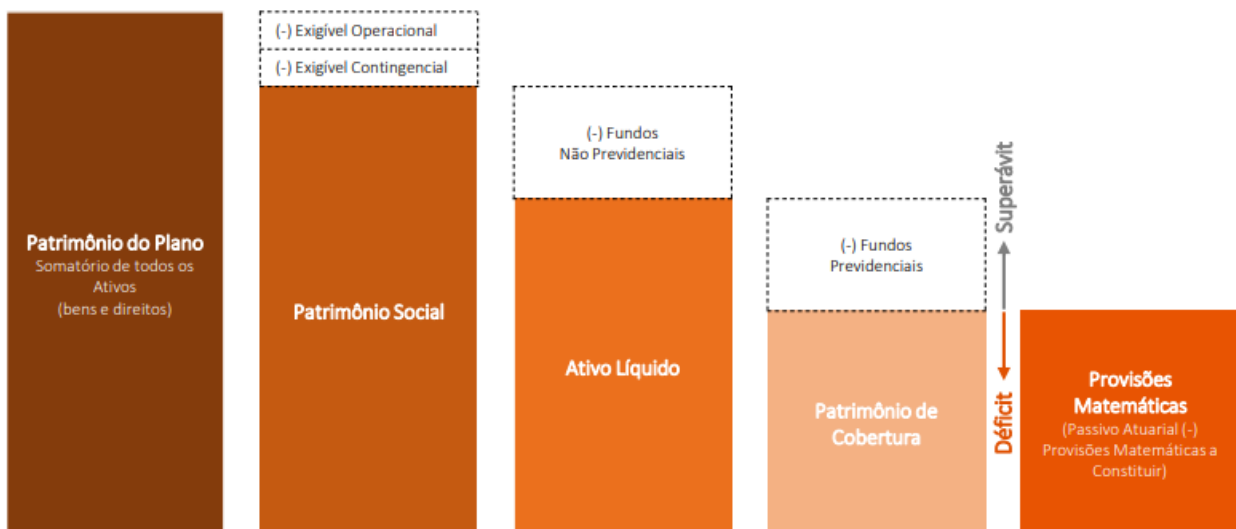 Patrimônio do Plano
Somatório de todos os
Ativos
(bens e direitos)
(-) Exigível Operacional
(-) Exigível Contingencial
Patrimônio Social
(-) Fundos
Não Previdenciais
Ativo Líquido
(-) Fundos
Previdenciais
Patrimônio de
Cobertura
Superávit
Déficit
Provisões
Matemáticas
(Passivo Atuarial (-)
Provisões Matemáticas a
Constituir)